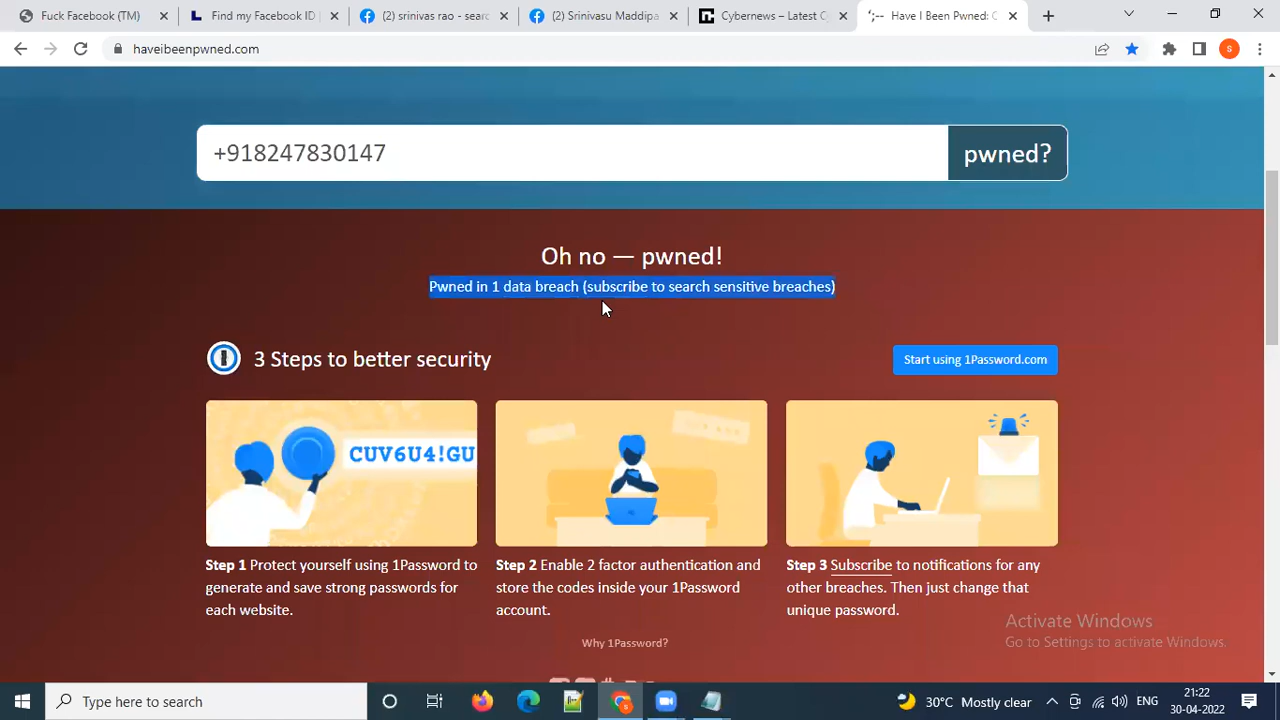 Fuck Facebook (TM)
Find my Facebook ID |
(2) srinivas rao - sear
(2) Srinivasu Maddipa
Cybernews – Latest C
Have I Been Pwned: C
haveibeenpwned.com
S
+918247830147
pwned?
Oh no — pwned!
Pwned in 1 data breach (subscribe to search sensitive breaches)
3 Steps to better security
Start using 1Password.com
CUV6U4!GU
Step 1 Protect yourself using 1Password to
generate and save strong passwords for
each website.
Step 2 Enable 2 factor authentication and
store the codes inside your 1Password
account.
Step 3 Subscribe to notifications for any
other breaches. Then just change that
unique password.
Why 1Password?
Activate Windows
Go to Settings to activate Windows.
Type here to search
30°C Mostly clear
ENG
21:22
30-04-2022